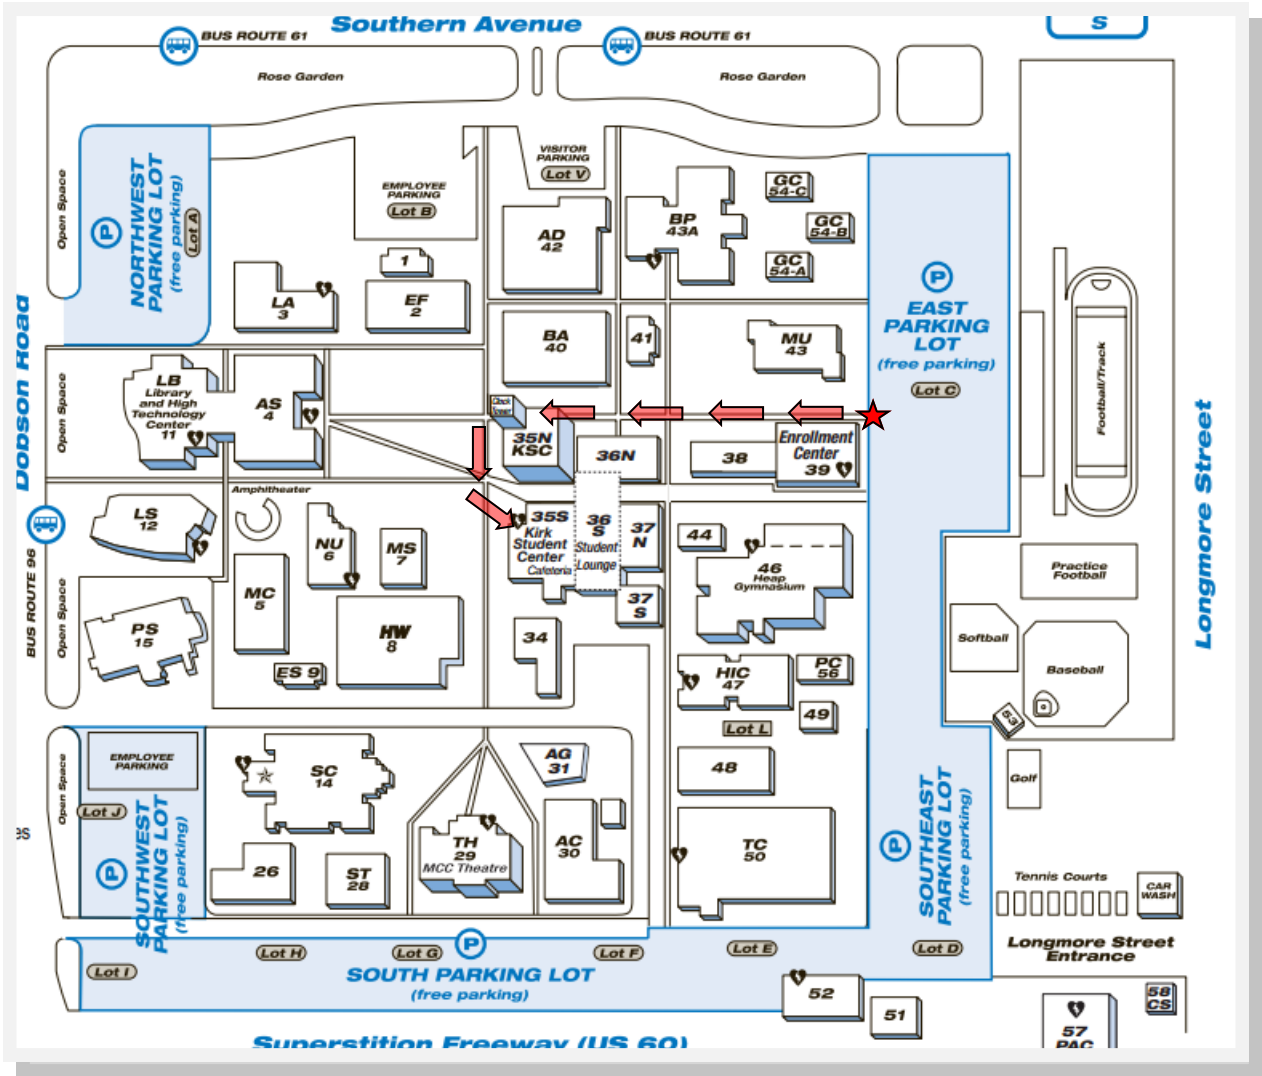 Southern Avenue
S
BUS ROUTE 61
BUS ROUTE 61
Rose Garden
Rose Garden
Open Space
NORTHWEST
PARKING LOT
(free parking)
P
Lot A
EMPLOYEE
PARKING
Lot B
VISITOR
PARKING
Lot V
AD
42
BP
43A
GC
54-C
GC
54-B
GC
54-A
P
EAST
PARKING
LOT
(free parking)
Lot C
1
LA
3
EF
2
BA
40
41
MU
43
Football/Track
Dobson Road
Open Space
LB
Library
and High
Technology
Center
11
AS
4
Clock
Tower
35N
KSC
36N
38
Enrollment
Center
39
Longmore Street
Amphitheater
LS
12
BUS ROUTE 96
Open Space
NU
6
MS
7
MC
5
35S
Kirk
Student
Center
Cafeteria
36
S
Student
Lounge
37
N
37
S
44
46
Heap
Gymnasium
Practice
Football
PS
15
ES 9
HW
8
34
HIC
47
PC
56
49
Lot L
Softball
Baseball
53
Open Space
EMPLOYEE
PARKING
Lot J
SC
14
AG
31
48
Golf
es
P
SOUTHWEST
PARKING LOT
(free parking)
26
ST
28
TH
29
MCC Theatre
AC
30
TC
50
P
SOUTHEAST
PARKING LOT
(free parking)
Tennis Courts
CAR
WASH
Lot I
Lot H
Lot G
P
Lot F
Lot E
Lot D
Longmore Street
Entrance
SOUTH PARKING LOT
(free parking)
52
51
58
CS
57
PAC
Superstition Freeway (US 60)